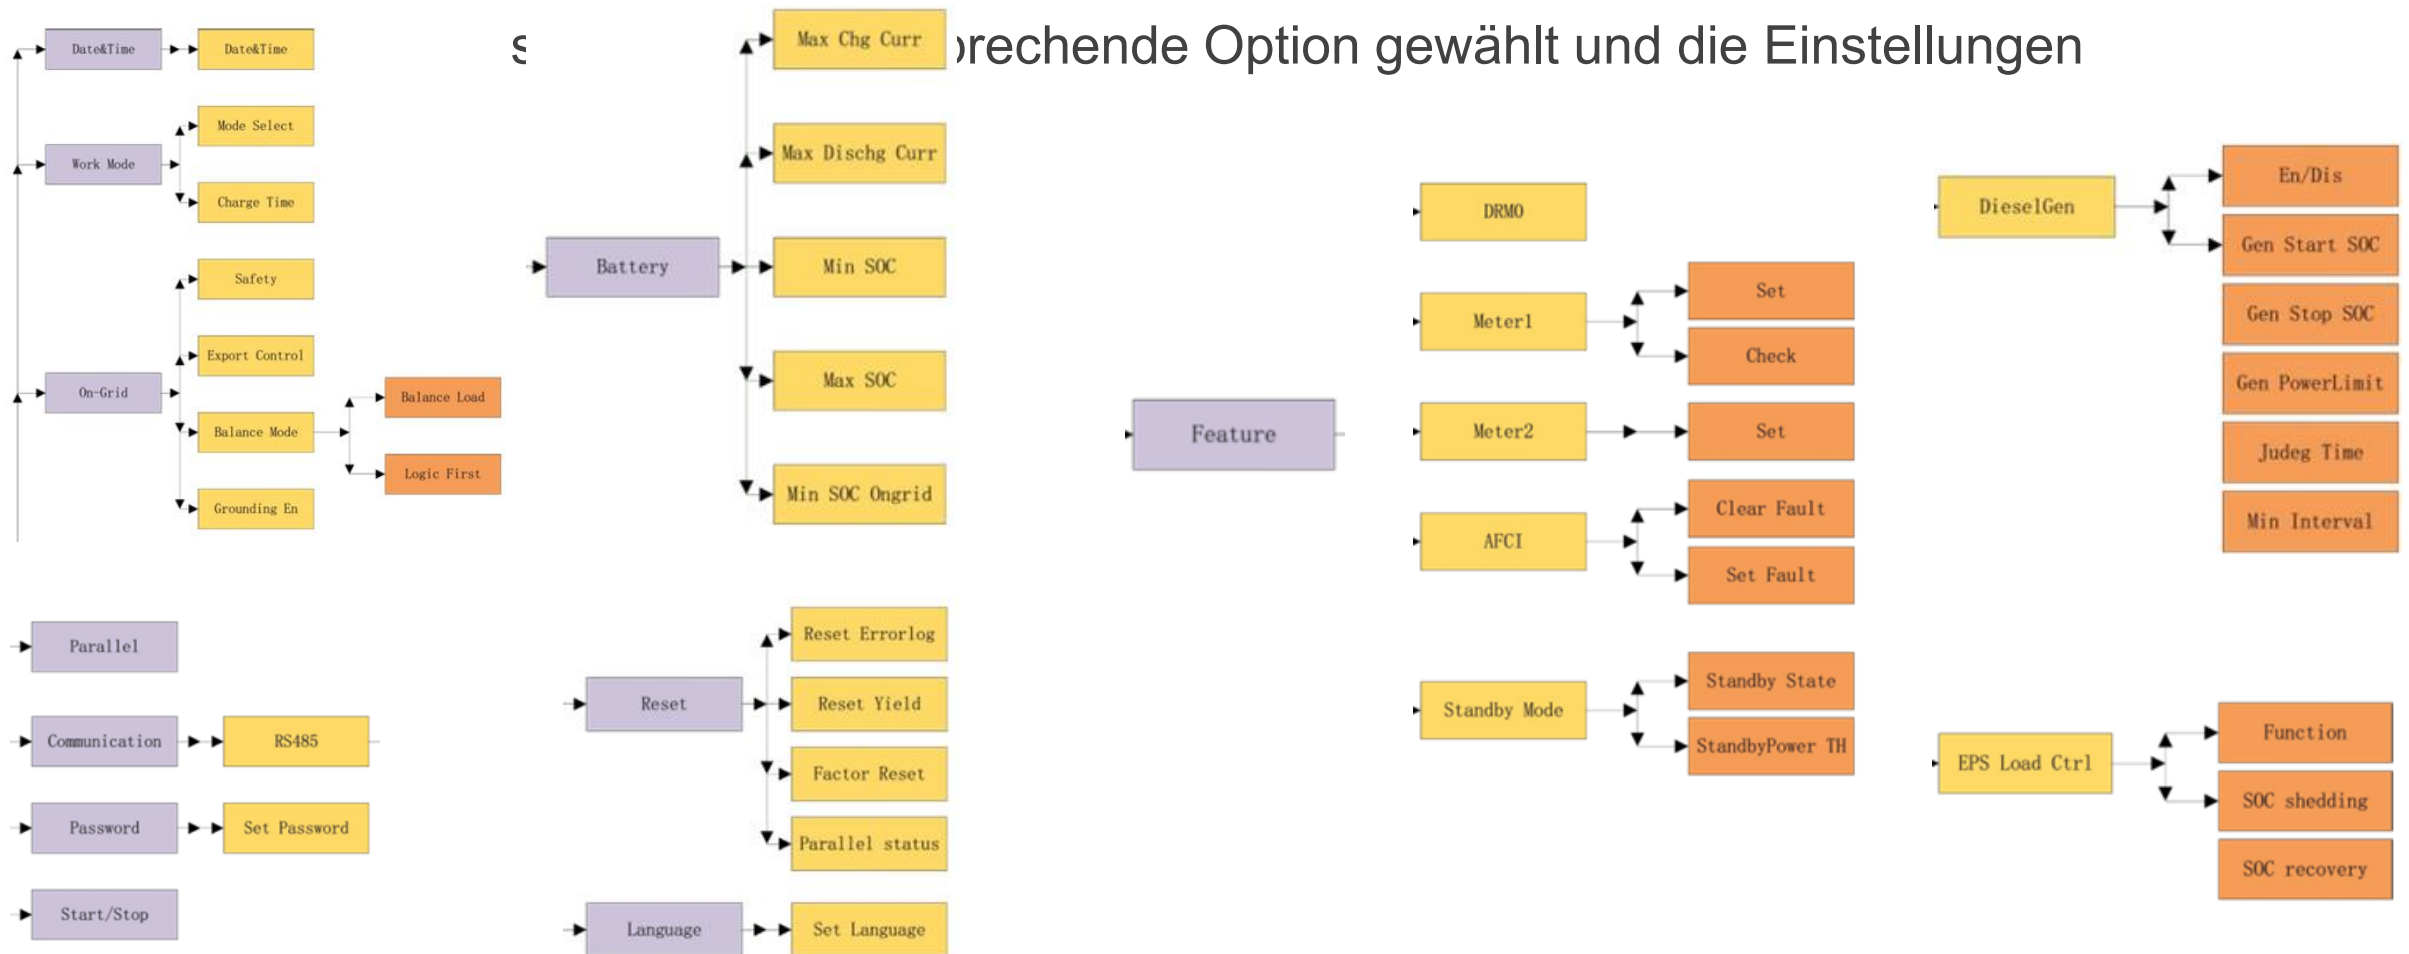 s
prechende Option gewählt und die Einstellungen
Date&Time
Date&Time
Work Mode
Mode Select
Charge Time
On-Grid
Safety
Export Control
Balance Mode
Balance Load
Logic First
Grounding En
Battery
Max Chg Curr
Max Dischg Curr
Min SOC
Max SOC
Min SOC Ongrid
Feature
DRM0
Meter1
Set
Check
Meter2
Set
AFCI
Clear Fault
Set Fault
Standby Mode
Standby State
StandbyPower TH
DieselGen
En/Dis
Gen Start SOC
Gen Stop SOC
Gen PowerLimit
Judeg Time
Min Interval
EPS Load Ctrl
Function
SOC shedding
SOC recovery
Parallel
Communication
RS485
Password
Set Password
Start/Stop
Reset
Reset Errorlog
Reset Yield
Factor Reset
Parallel status
Language
Set Language